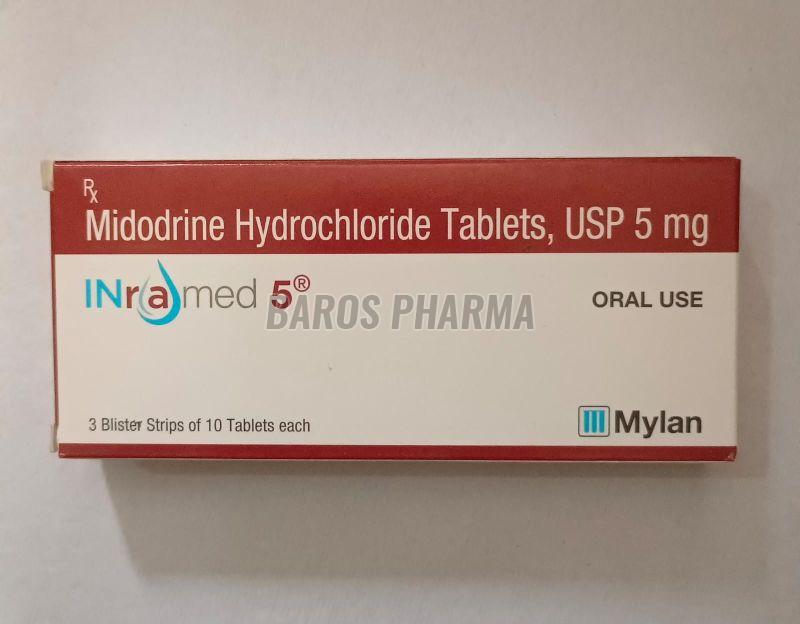 Rx
Midodrine Hydrochloride Tablets, USP 5 mg
INramed 5®
BAROS PHARMA
ORAL USE
3 Blister Strips of 10 Tablets each
Mylan